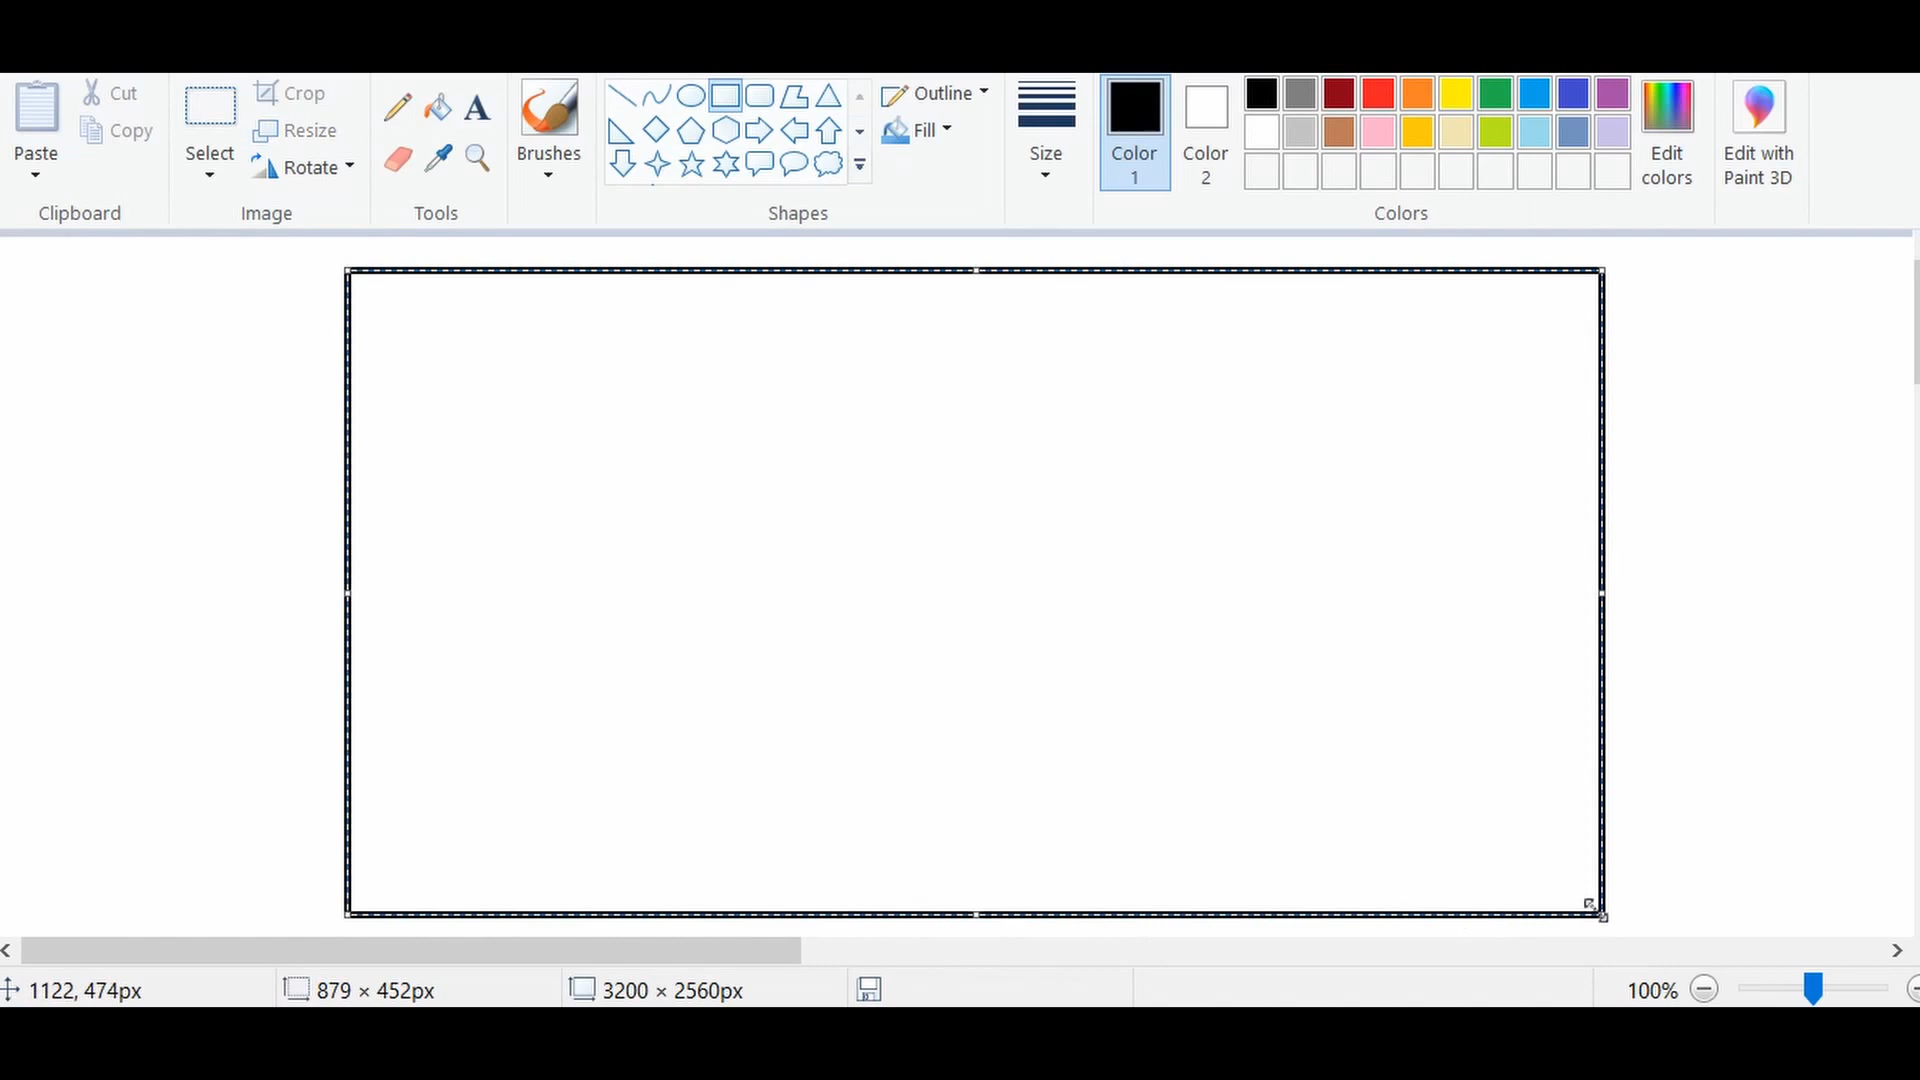 Paste
Cut
Copy
Clipboard
Select
Crop
Resize
Rotate
Image
A
Tools
Brushes
Outline
Fill
Shapes
Size
Color
1
Color
2
Edit
colors
Edit with
Paint 3D
Colors
1122, 474px
879 × 452px
3200 × 2560px
100%